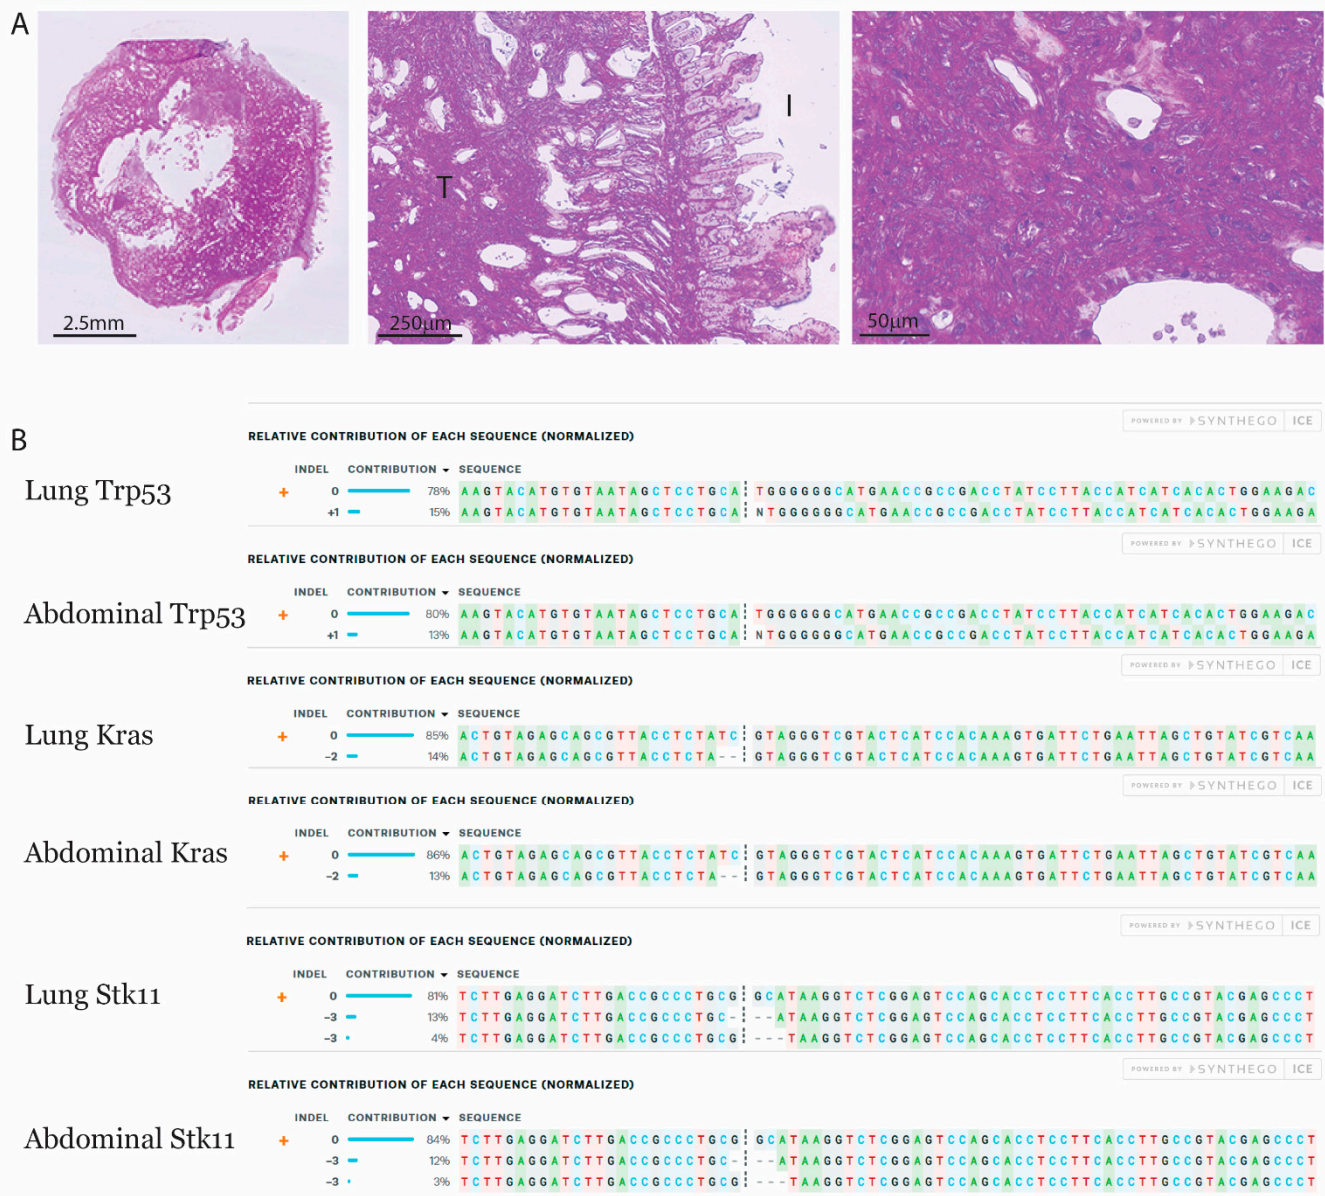 A
I
T
2.5mm
250μm
50μm
B
POWERED BY SYNTHEGO ICE
RELATIVE CONTRIBUTION OF EACH SEQUENCE (NORMALIZED)
INDEL CONTRIBUTION SEQUENCE
Lung Trp53
+ 0 78% AAGTACATGTGTAATAGCTCCTGCA TGGGGGGCATGAACCGCCGACCTATCCTTACCATCATCACACTGGAAGAC
+1 15% AAGTACATGTGTAATAGCTCCTGCA NTGGGGGGCATGAACCGCCGACCTATCCTTACCATCATCACACTGGAAGA
POWERED BY SYNTHEGO ICE
RELATIVE CONTRIBUTION OF EACH SEQUENCE (NORMALIZED)
INDEL CONTRIBUTION SEQUENCE
Abdominal Trp53
+ 0 80% AAGTACATGTGTAATAGCTCCTGCA TGGGGGGCATGAACCGCCGACCTATCCTTACCATCATCACACTGGAAGAC
+1 13% AAGTACATGTGTAATAGCTCCTGCA NTGGGGGGCATGAACCGCCGACCTATCCTTACCATCATCACACTGGAAGA
POWERED BY SYNTHEGO ICE
RELATIVE CONTRIBUTION OF EACH SEQUENCE (NORMALIZED)
INDEL CONTRIBUTION SEQUENCE
Lung Kras
+ 0 85% ACTGTAGAGCAGCGTTACCTCTATC GTAGGGTCGTACTCATCCACAAAGTGATTCTGAATTAGCTGTATCGTCAA
-2 14% ACTGTAGAGCAGCGTTACCTCTA-- GTAGGGTCGTACTCATCCACAAAGTGATTCTGAATTAGCTGTATCGTCAA
POWERED BY SYNTHEGO ICE
RELATIVE CONTRIBUTION OF EACH SEQUENCE (NORMALIZED)
INDEL CONTRIBUTION SEQUENCE
Abdominal Kras
+ 0 86% ACTGTAGAGCAGCGTTACCTCTATC GTAGGGTCGTACTCATCCACAAAGTGATTCTGAATTAGCTGTATCGTCAA
-2 13% ACTGTAGAGCAGCGTTACCTCTA-- GTAGGGTCGTACTCATCCACAAAGTGATTCTGAATTAGCTGTATCGTCAA
POWERED BY SYNTHEGO ICE
RELATIVE CONTRIBUTION OF EACH SEQUENCE (NORMALIZED)
INDEL CONTRIBUTION SEQUENCE
Lung Stk11
+ 0 81% TCTTGAGGATCTTGACCGCCCTGCG GCATAAGGTCTCGGAGTCCAGCACCTCCTTCACCTTGCCGTACGAGCCCT
-3 13% TCTTGAGGATCTTGACCGCCCTGC- --ATAAGGTCTCGGAGTCCAGCACCTCCTTCACCTTGCCGTACGAGCCCT
-3 4% TCTTGAGGATCTTGACCGCCCTGCG ---TAAGGTCTCGGAGTCCAGCACCTCCTTCACCTTGCCGTACGAGCCCT
POWERED BY SYNTHEGO ICE
RELATIVE CONTRIBUTION OF EACH SEQUENCE (NORMALIZED)
INDEL CONTRIBUTION SEQUENCE
Abdominal Stk11
+ 0 84% TCTTGAGGATCTTGACCGCCCTGCG GCATAAGGTCTCGGAGTCCAGCACCTCCTTCACCTTGCCGTACGAGCCCT
-3 12% TCTTGAGGATCTTGACCGCCCTGC- --ATAAGGTCTCGGAGTCCAGCACCTCCTTCACCTTGCCGTACGAGCCCT
-3 3% TCTTGAGGATCTTGACCGCCCTGCG ---TAAGGTCTCGGAGTCCAGCACCTCCTTCACCTTGCCGTACGAGCCCT